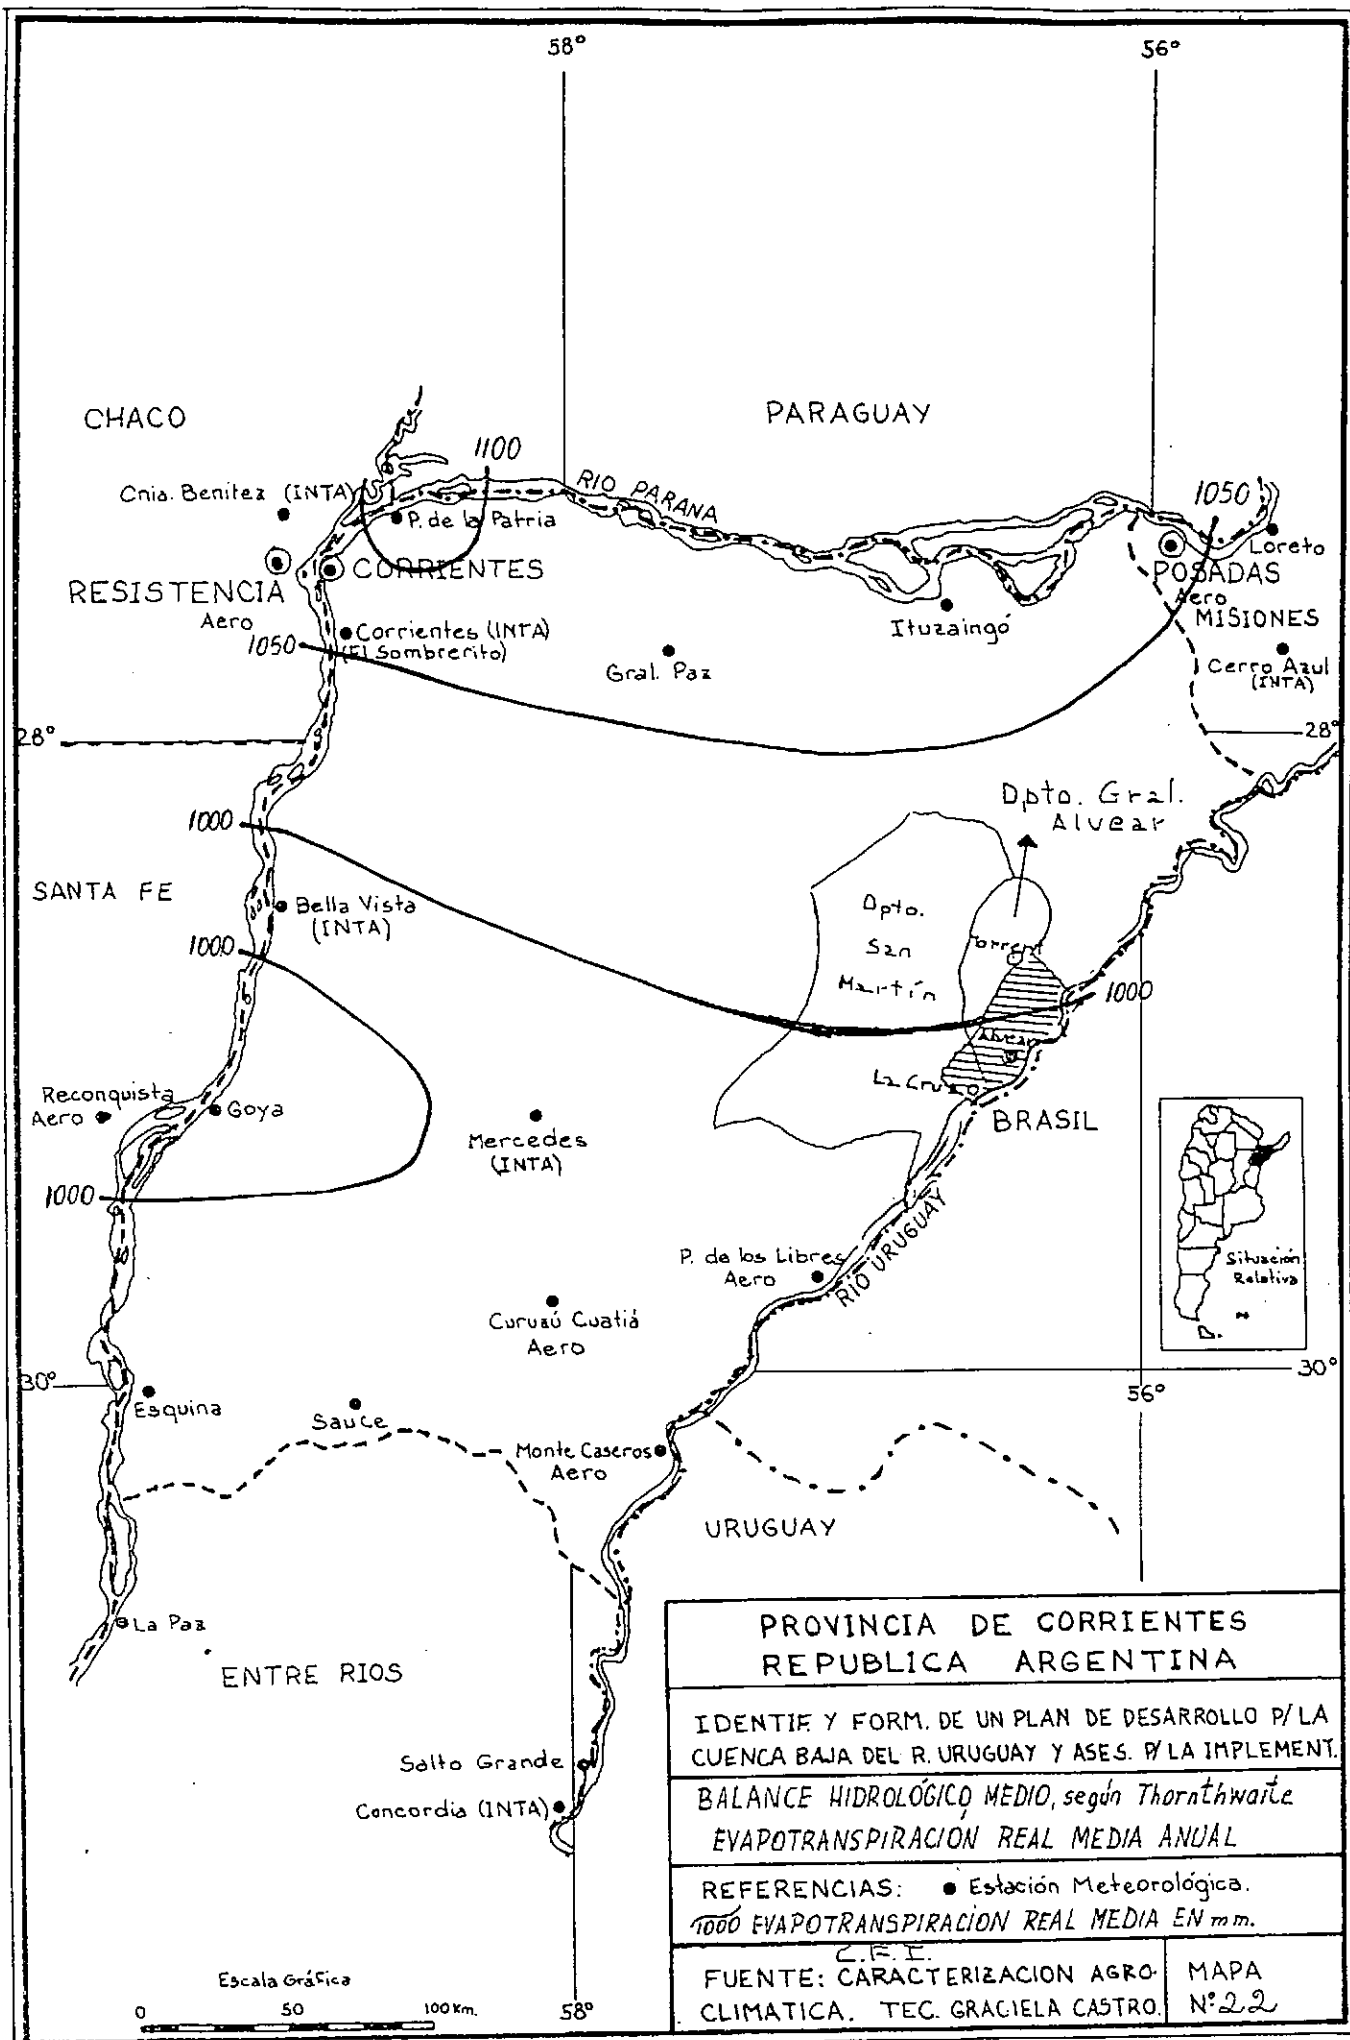 58°
56°
CHACO
PARAGUAY
1100
RIO PARANA
1050
Cnia. Benitez (INTA)
P. de la Patria
Loreto
CORRIENTES
POSADAS
Aero
RESISTENCIA
Aero
MISIONES
Ituzaingó
Corrientes (INTA)
(El Sombrerito)
1050
Gral. Paz
Cerro Azul
(INTA)
28°
28°
Dpto. Gral.
Alvear
1000
SANTA FE
Bella Vista
(INTA)
Dpto.
San
Martín
Torrent
1000
1000
Alvear
La Cruz
Reconquista
Aero
Goya
BRASIL
Mercedes
(INTA)
1000
RIO URUGUAY
P. de los Libres
Aero
Situación
Relativa
Curuzú Cuatiá
Aero
30°
30°
56°
Esquina
Sauce
Monte Caseros
Aero
URUGUAY
La Paz
ENTRE RIOS
Salto Grande
Concordia (INTA)
PROVINCIA DE CORRIENTES
REPUBLICA ARGENTINA
IDENTIF. Y FORM. DE UN PLAN DE DESARROLLO P/ LA
CUENCA BAJA DEL R. URUGUAY Y ASES. P/ LA IMPLEMENT.
BALANCE HIDROLÓGICO MEDIO, según Thornthwaite
EVAPOTRANSPIRACIÓN REAL MEDIA ANUAL
REFERENCIAS: ● Estación Meteorológica.
1000 EVAPOTRANSPIRACION REAL MEDIA EN mm.
C.F.I.
FUENTE: CARACTERIZACION AGRO-
CLIMATICA. TEC. GRACIELA CASTRO.
MAPA
Nº 22
Escala Gráfica
0 50 100 Km.
58°